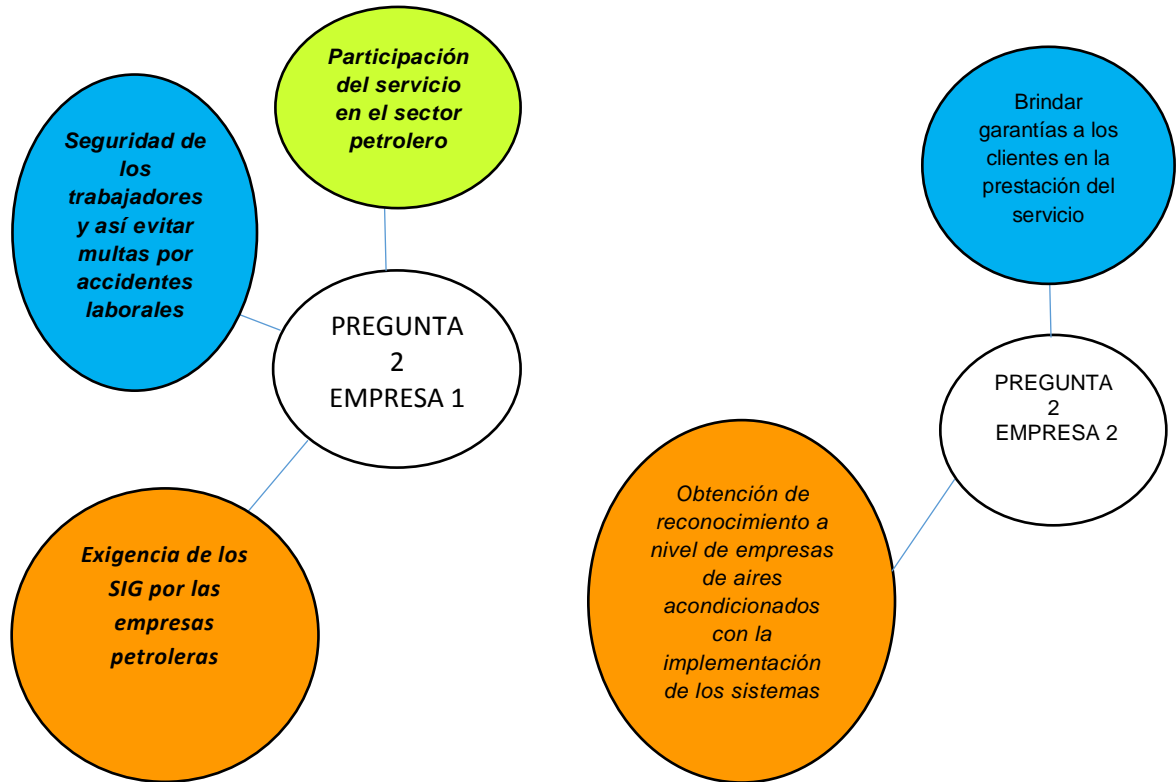 Participación
del servicio
en el sector
petrolero
Seguridad de
los
trabajadores
y así evitar
multas por
accidentes
laborales
PREGUNTA
2
EMPRESA 1
Exigencia de los
SIG por las
empresas
petroleras
Brindar
garantías a los
clientes en la
prestación del
servicio
PREGUNTA
2
EMPRESA 2
Obtención de
reconocimiento a
nivel de empresas
de aires
acondicionados
con la
implementación
de los sistemas